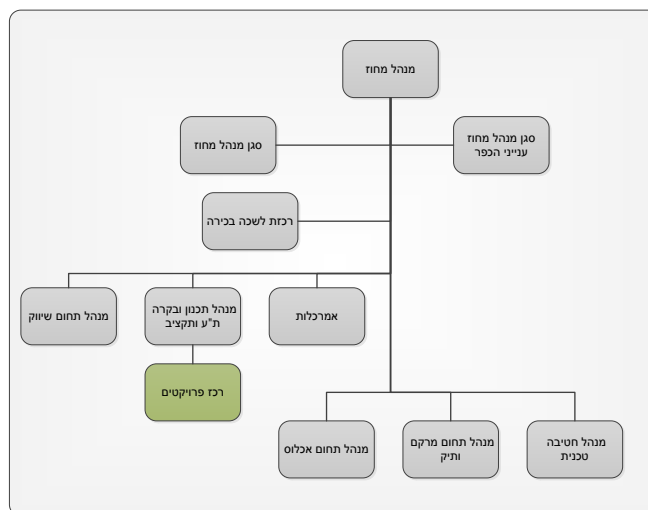 מנהל מחוז
סגן מנהל מחוז
ענייני הכפר
סגן מנהל מחוז
רכזת לשכה בכירה
אמרכלות
מנהל תכנון ובקרה
ת"ע ותקציב
מנהל תחום שיווק
רכז פרויקטים
מנהל חטיבה
טכנית
מנהל תחום מרקם
ותיק
מנהל תחום אכלוס